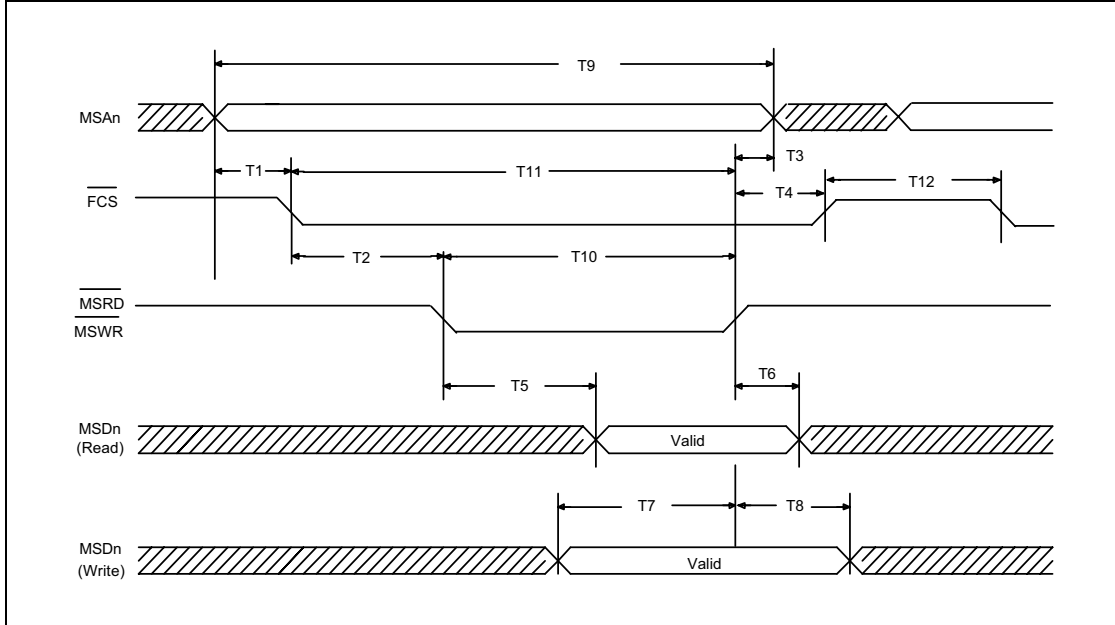 T9
MSAn
T3
T1
T11
T4
T12
FCS
T2
T10
MSRD
MSWR
T5
T6
MSDn
(Read)
Valid
T7
T8
MSDn
(Write)
Valid